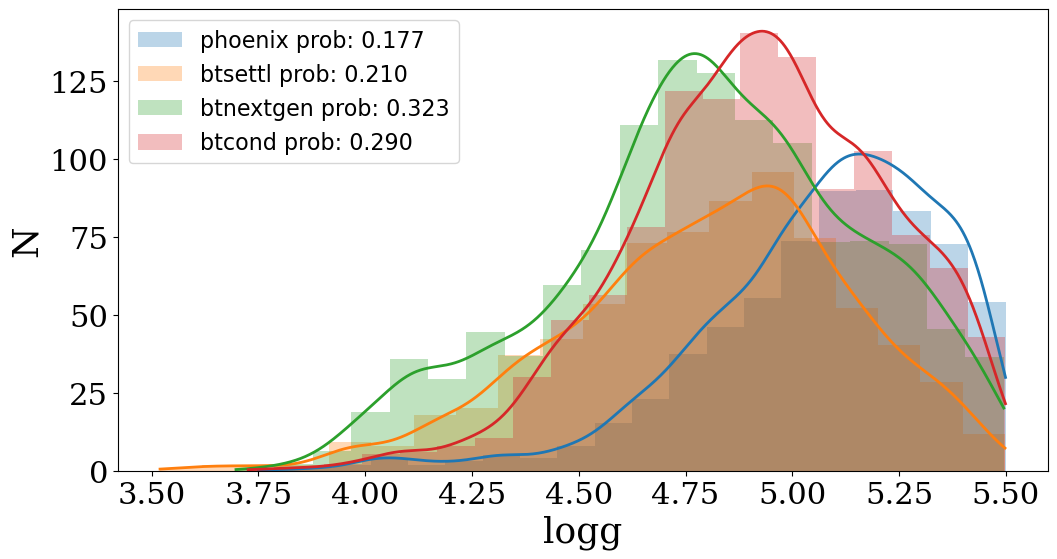 phoenix prob: 0.177
btsettl prob: 0.210
btnextgen prob: 0.323
btcond prob: 0.290
N
125
100
75
50
25
0
3.50 3.75 4.00 4.25 4.50 4.75 5.00 5.25 5.50
logg